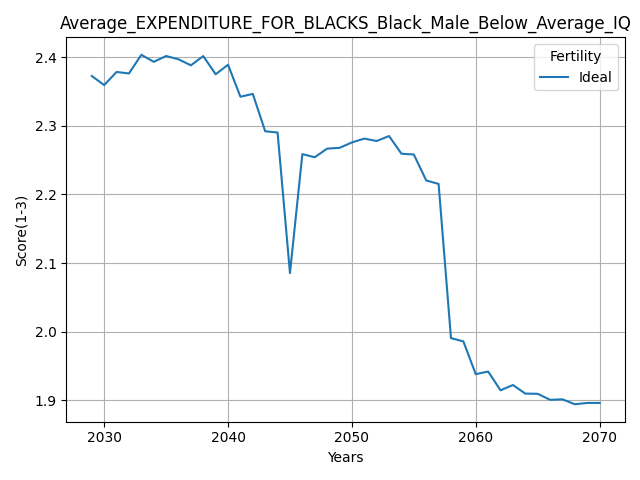 Average_EXPENDITURE_FOR_BLACKS_Black_Male_Below_Average_IQ
Fertility
Ideal
Score(1-3)
2.4
2.3
2.2
2.1
2.0
1.9
2030 2040 2050 2060 2070
Years